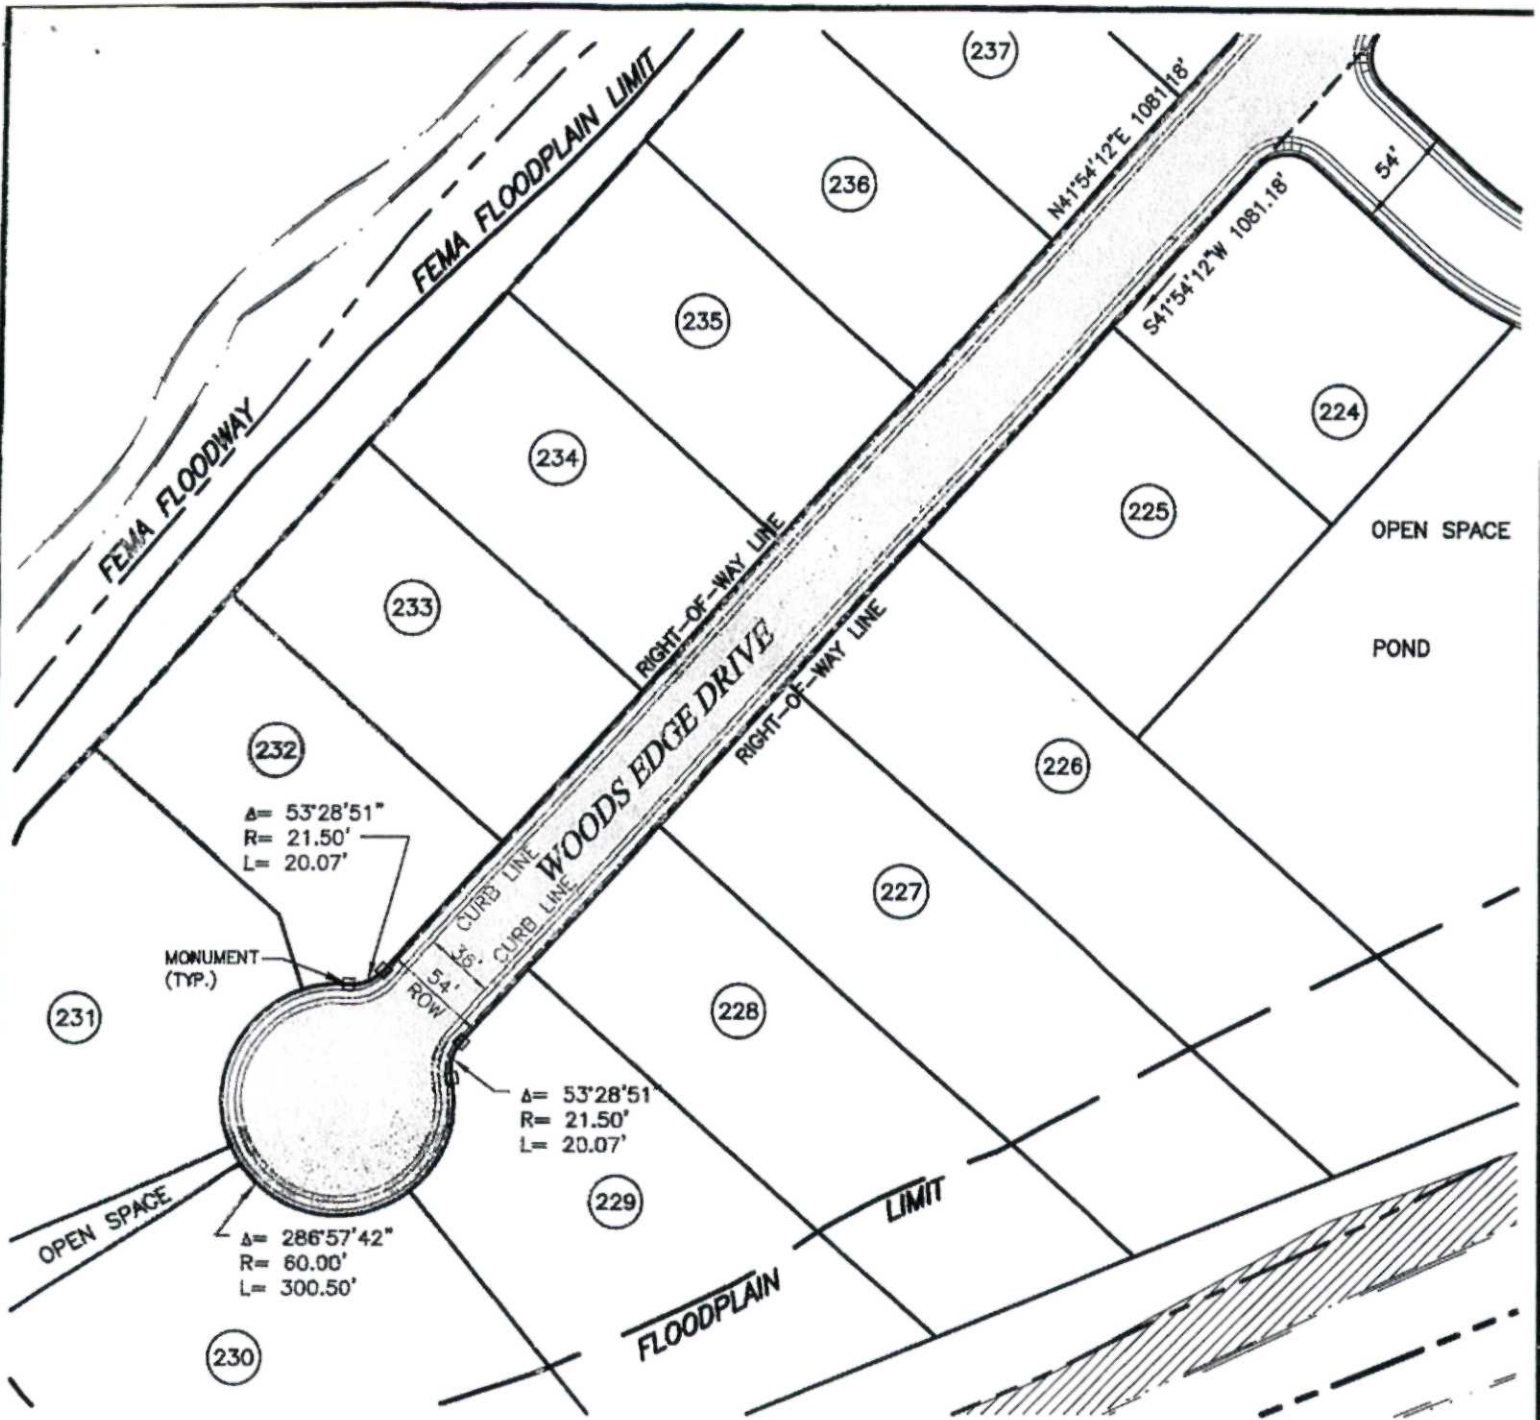 237
N41°54'12"E 1081.18'
FEMA FLOODPLAIN LIMIT
236
54'
S41°54'12"W 1081.18'
235
224
FEMA FLOODWAY
234
225
OPEN SPACE
RIGHT-OF-WAY LINE
233
RIGHT-OF-WAY LINE
POND
WOODS EDGE DRIVE
232
226
Δ= 53°28'51"
R= 21.50'
L= 20.07'
CURB LINE
CURB LINE
227
36'
54'
ROW
MONUMENT
(TYP.)
231
228
Δ= 53°28'51"
R= 21.50'
L= 20.07'
OPEN SPACE
229
LIMIT
Δ= 286°57'42"
R= 60.00'
L= 300.50'
FLOODPLAIN
230